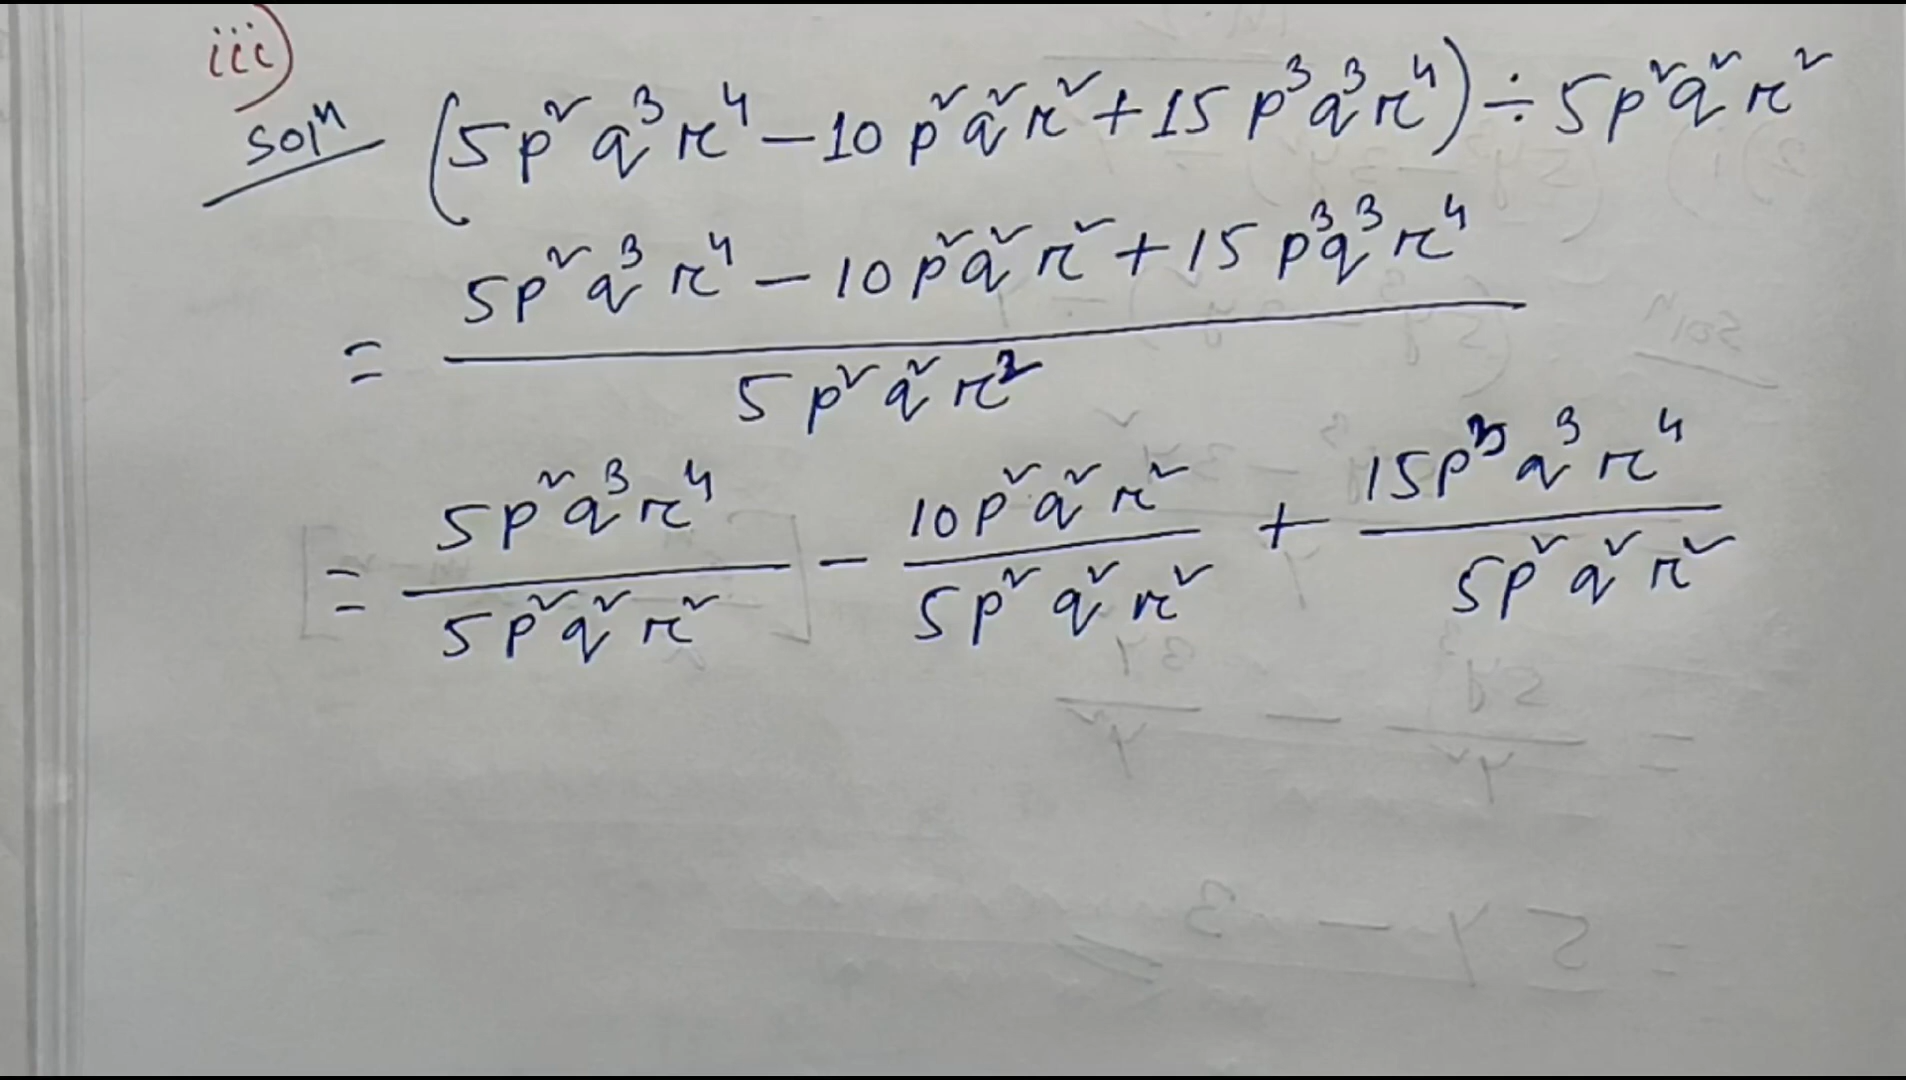 iii)
Solⁿ (5p²q³r⁴ − 10p²q²r² + 15p³q³r⁴) ÷ 5p²q²r²
= (5p²q³r⁴ − 10p²q²r² + 15p³q³r⁴) / (5p²q²r²)
= 5p²q³r⁴ / 5p²q²r² − 10p²q²r² / 5p²q²r² + 15p³q³r⁴ / 5p²q²r²